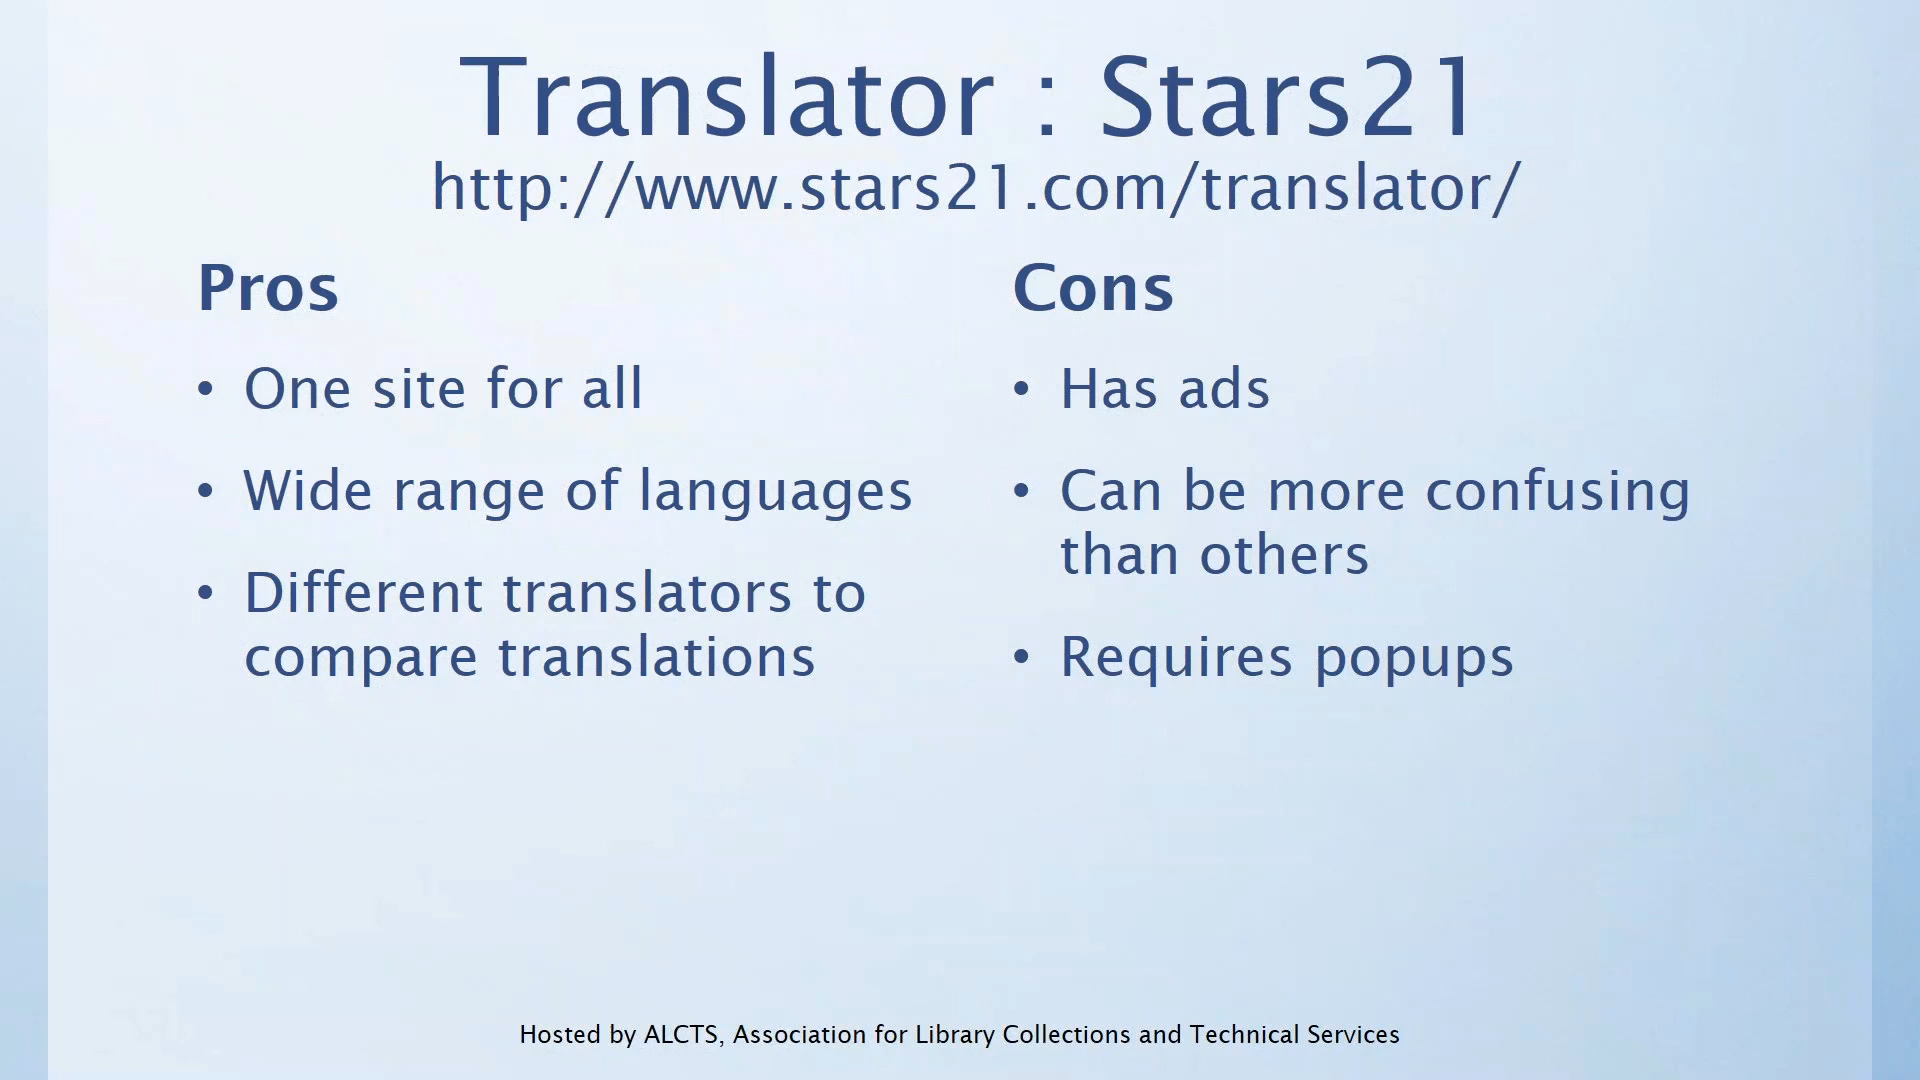 Translator : Stars21
http://www.stars21.com/translator/
Pros
• One site for all
• Wide range of languages
• Different translators to
compare translations
Cons
• Has ads
• Can be more confusing
than others
• Requires popups
Hosted by ALCTS, Association for Library Collections and Technical Services